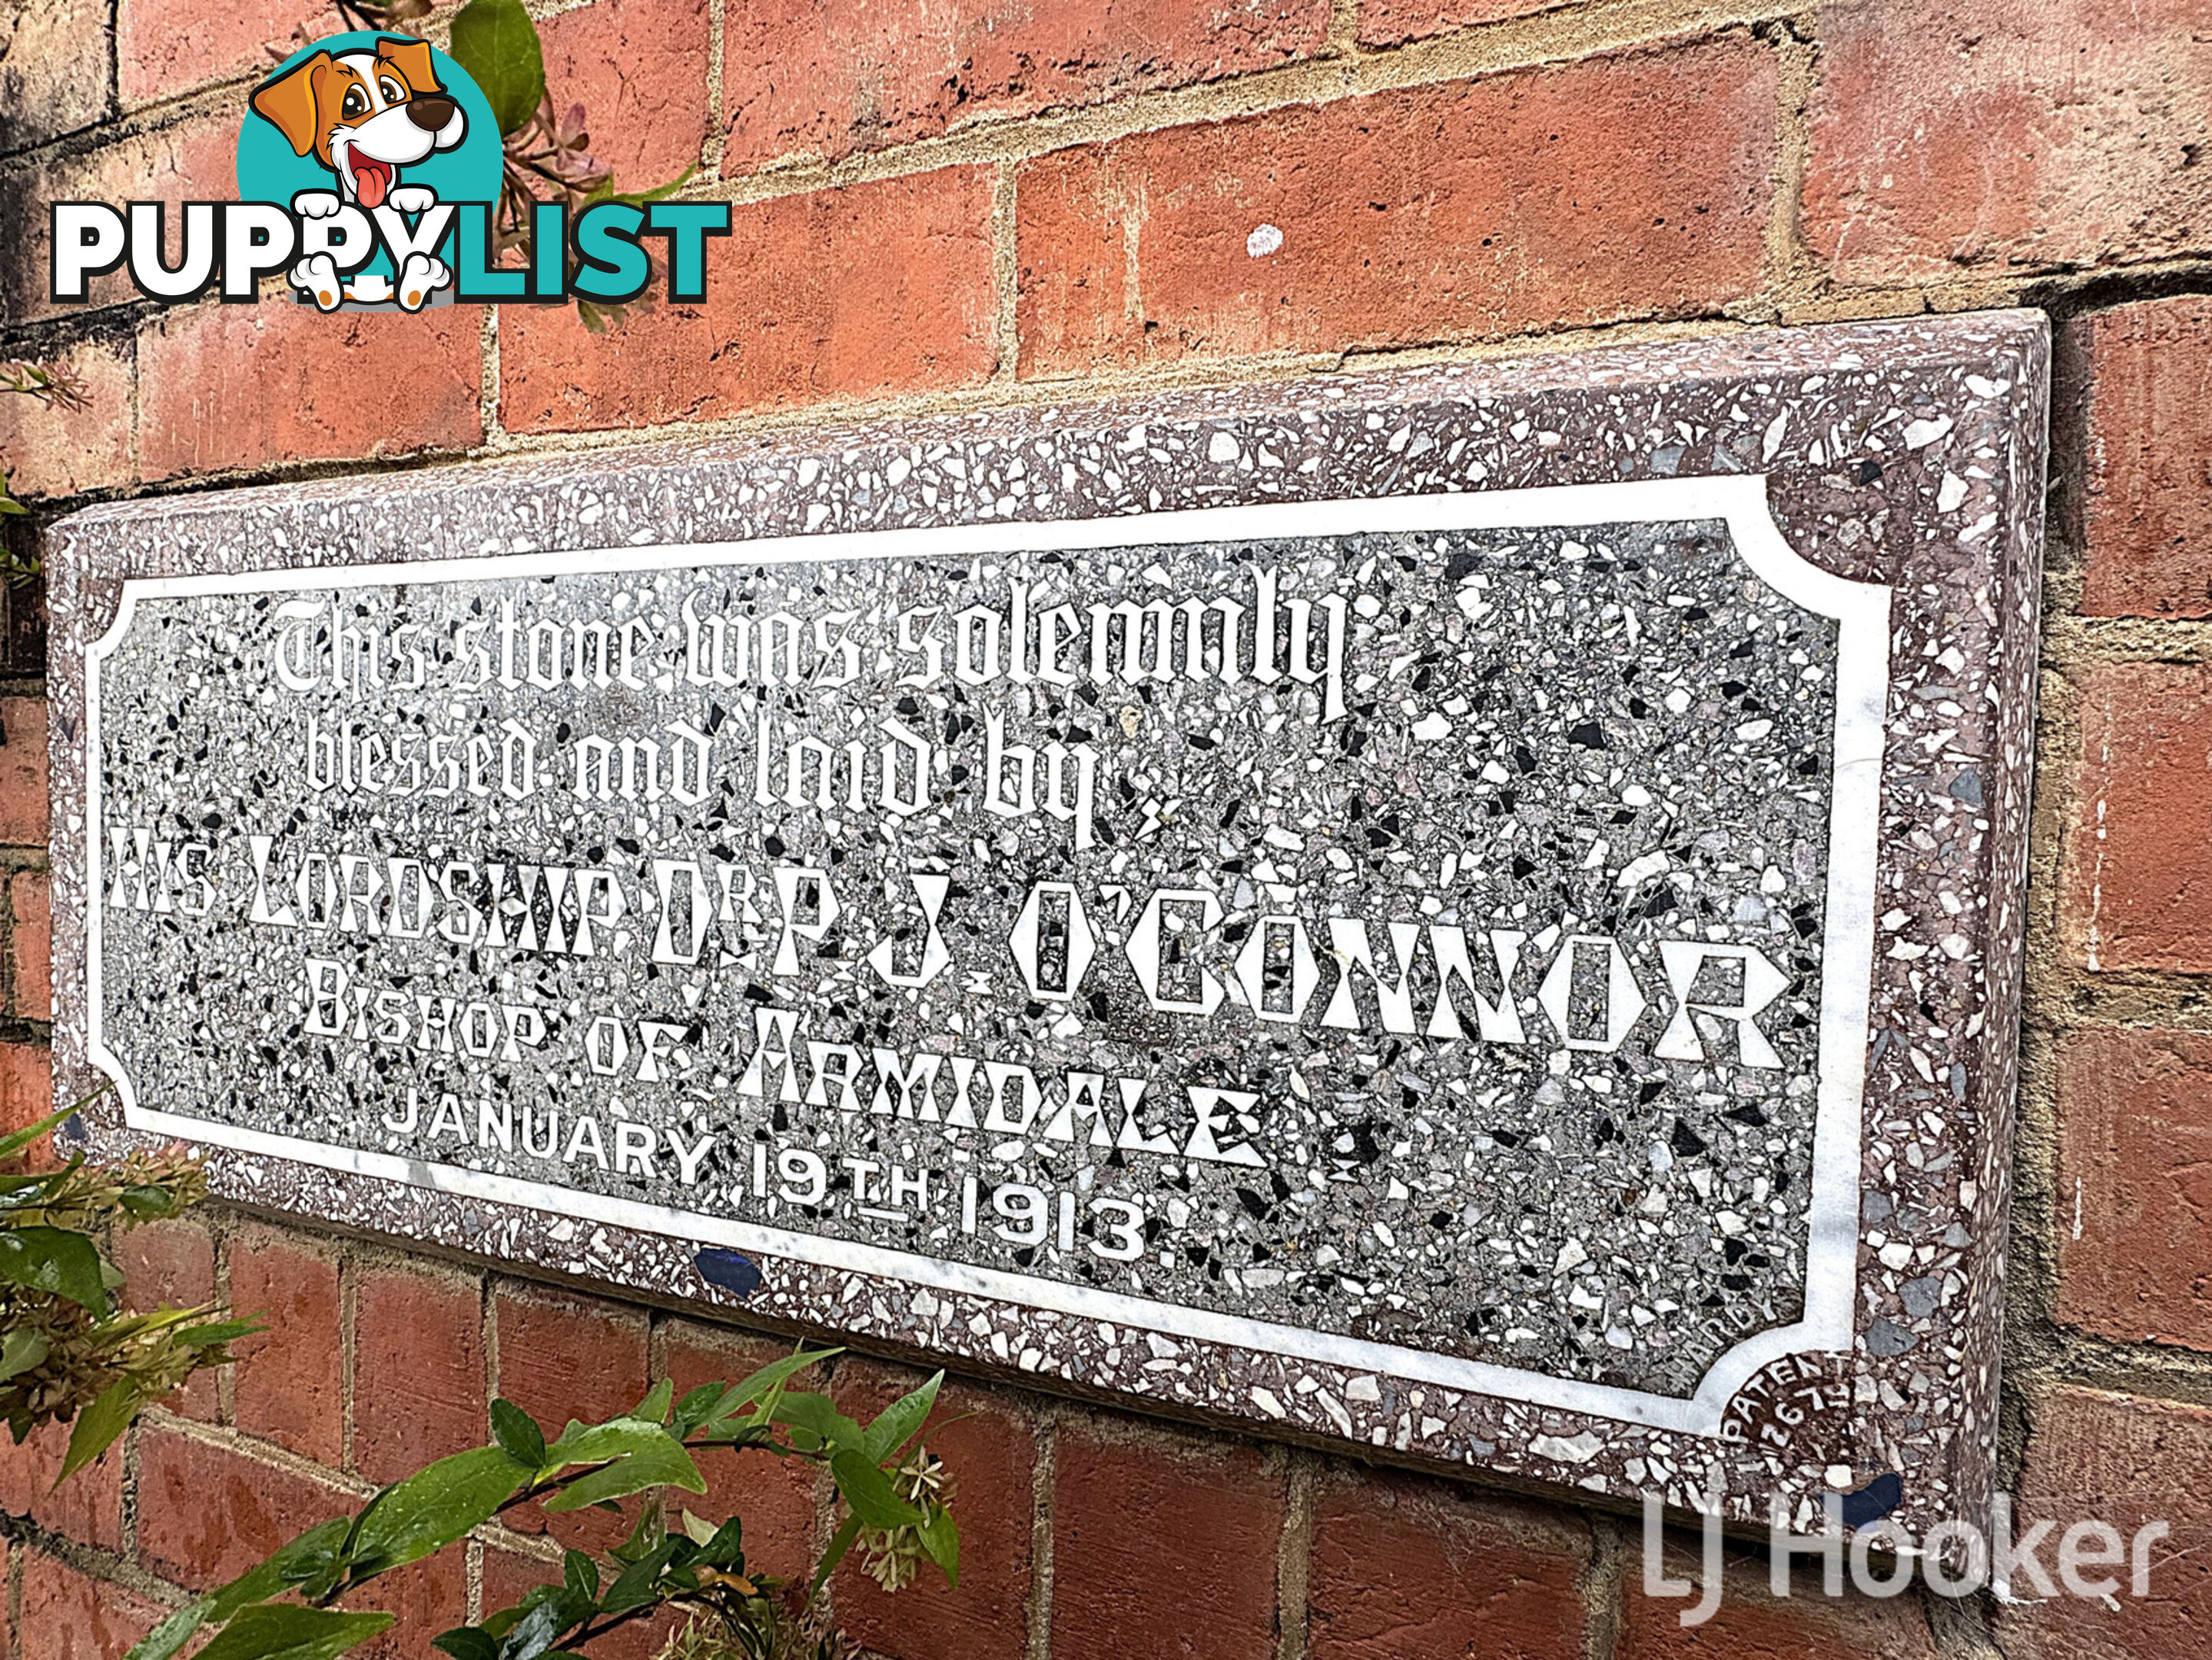 PUPPYLIST
This stone was solemnly
blessed and laid by
HIS LORDSHIP DR P. J. O'CONNOR
BISHOP OF ARMIDALE
JANUARY 19TH 1913.
PATENT
LJ Hooker